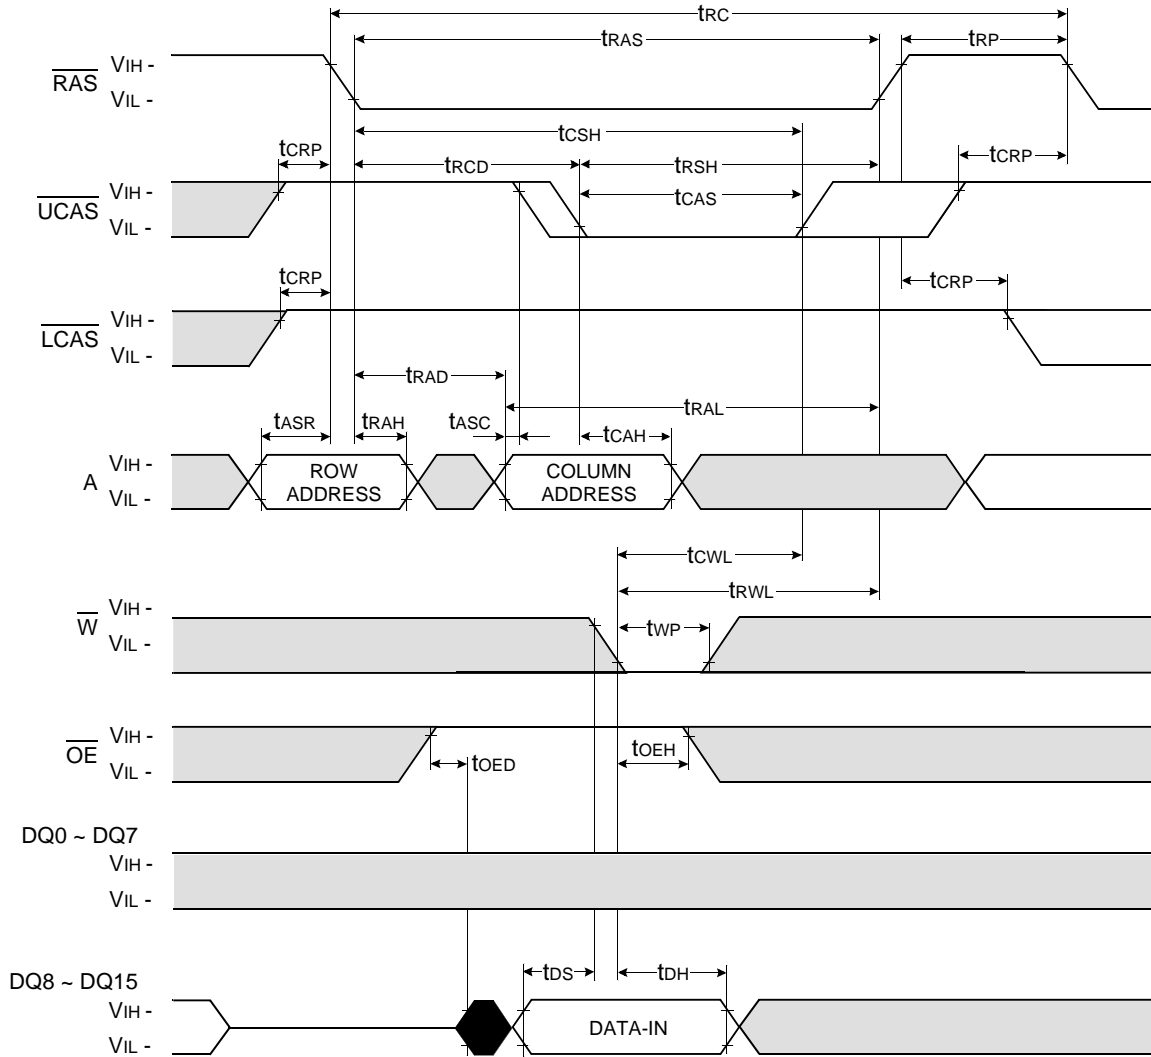 tRC
tRAS
tRP
RAS
VIH -
VIL -
tCSH
tCRP
tRCD
tRSH
tCRP
UCAS
VIH -
VIL -
tCAS
tCRP
tCRP
LCAS
VIH -
VIL -
tRAD
tRAL
tASR
tRAH
tASC
tCAH
A
VIH -
VIL -
ROW
ADDRESS
COLUMN
ADDRESS
tCWL
tRWL
W
VIH -
VIL -
tWP
OE
VIH -
VIL -
tOED
tOEH
DQ0 ~ DQ7
VIH -
VIL -
DQ8 ~ DQ15
VIH -
VIL -
tDS
tDH
DATA-IN